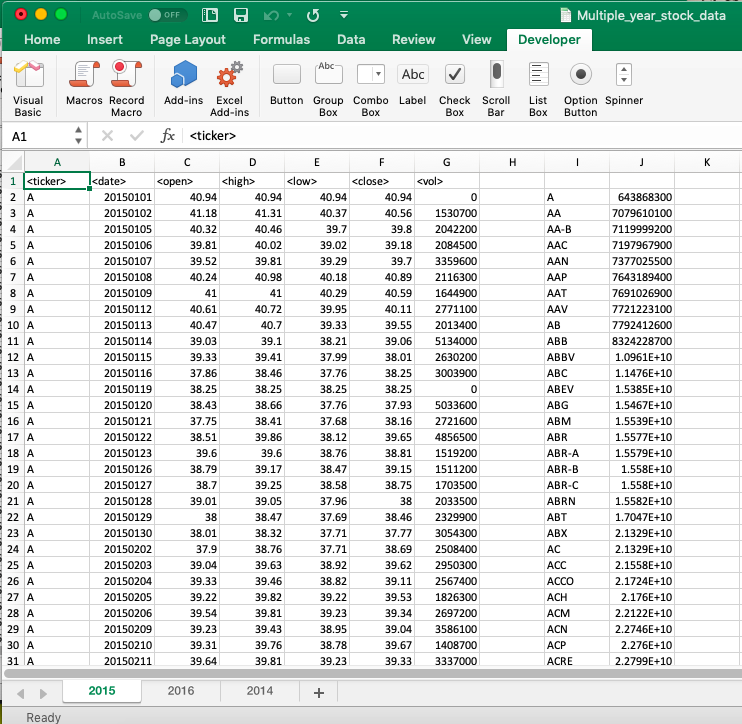 AutoSave OFF Multiple_year_stock_data
Home Insert Page Layout Formulas Data Review View Developer
Visual Basic Macros Record Macro Add-ins Excel Add-ins Button Abc Group Box Combo Box Abc Label Check Box Scroll Bar List Box Option Button Spinner
A1 fx <ticker>
A B C D E F G H I J K
1 <ticker> <date> <open> <high> <low> <close> <vol>
2 A 20150101 40.94 40.94 40.94 40.94 0 A 643868300
3 A 20150102 41.18 41.31 40.37 40.56 1530700 AA 7079610100
4 A 20150105 40.32 40.46 39.7 39.8 2042200 AA-B 7119999200
5 A 20150106 39.81 40.02 39.02 39.18 2084500 AAC 7197967900
6 A 20150107 39.52 39.81 39.29 39.7 3359600 AAN 7377025500
7 A 20150108 40.24 40.98 40.18 40.89 2116300 AAP 7643189400
8 A 20150109 41 41 40.29 40.59 1644900 AAT 7691026900
9 A 20150112 40.61 40.72 39.95 40.11 2771100 AAV 7721223100
10 A 20150113 40.47 40.7 39.33 39.55 2013400 AB 7792412600
11 A 20150114 39.03 39.1 38.21 39.06 5134000 ABB 8324228700
12 A 20150115 39.33 39.41 37.99 38.01 2630200 ABBV 1.0961E+10
13 A 20150116 37.86 38.46 37.76 38.25 3003900 ABC 1.1476E+10
14 A 20150119 38.25 38.25 38.25 38.25 0 ABEV 1.5385E+10
15 A 20150120 38.43 38.66 37.76 37.93 5033600 ABG 1.5467E+10
16 A 20150121 37.75 38.41 37.68 38.16 2721600 ABM 1.5539E+10
17 A 20150122 38.51 39.86 38.12 39.65 4856500 ABR 1.5577E+10
18 A 20150123 39.6 39.6 38.76 38.81 1519200 ABR-A 1.5579E+10
19 A 20150126 38.79 39.17 38.47 39.15 1511200 ABR-B 1.558E+10
20 A 20150127 38.7 39.25 38.58 38.75 1703500 ABR-C 1.558E+10
21 A 20150128 39.01 39.05 37.96 38 2033500 ABRN 1.5582E+10
22 A 20150129 38 38.47 37.69 38.46 2329900 ABT 1.7047E+10
23 A 20150130 38.01 38.32 37.71 37.77 3054300 ABX 2.1329E+10
24 A 20150202 37.9 38.76 37.71 38.69 2508400 AC 2.1329E+10
25 A 20150203 39.04 39.63 38.92 39.62 2950300 ACC 2.1558E+10
26 A 20150204 39.33 39.46 38.82 39.11 2567400 ACCO 2.1724E+10
27 A 20150205 39.22 39.82 39.22 39.53 1826300 ACH 2.176E+10
28 A 20150206 39.54 39.81 39.23 39.34 2697200 ACM 2.2122E+10
29 A 20150209 39.23 39.43 38.95 39.04 3586100 ACN 2.2746E+10
30 A 20150210 39.31 39.76 38.78 39.67 1408700 ACP 2.276E+10
31 A 20150211 39.64 39.81 39.23 39.33 3337000 ACRE 2.2799E+10
2015 2016 2014 +
Ready